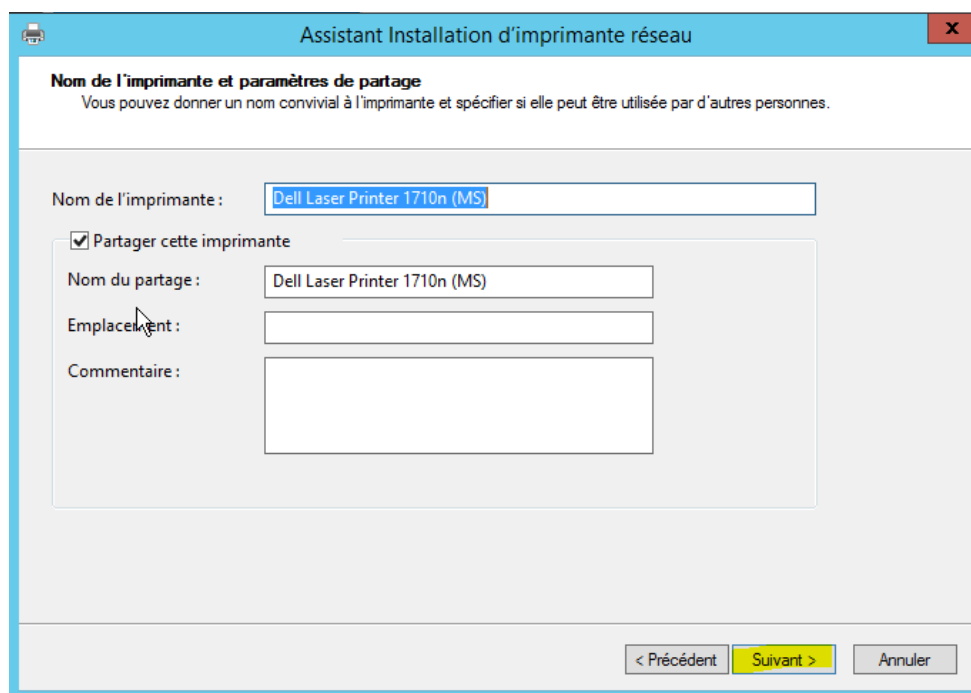 Assistant Installation d'imprimante réseau
x
Nom de l'imprimante et paramètres de partage
Vous pouvez donner un nom convivial à l'imprimante et spécifier si elle peut être utilisée par d'autres personnes.
Nom de l'imprimante : Dell Laser Printer 1710n (MS)
Partager cette imprimante
Nom du partage : Dell Laser Printer 1710n (MS)
Emplacement :
Commentaire :
< Précédent Suivant > Annuler